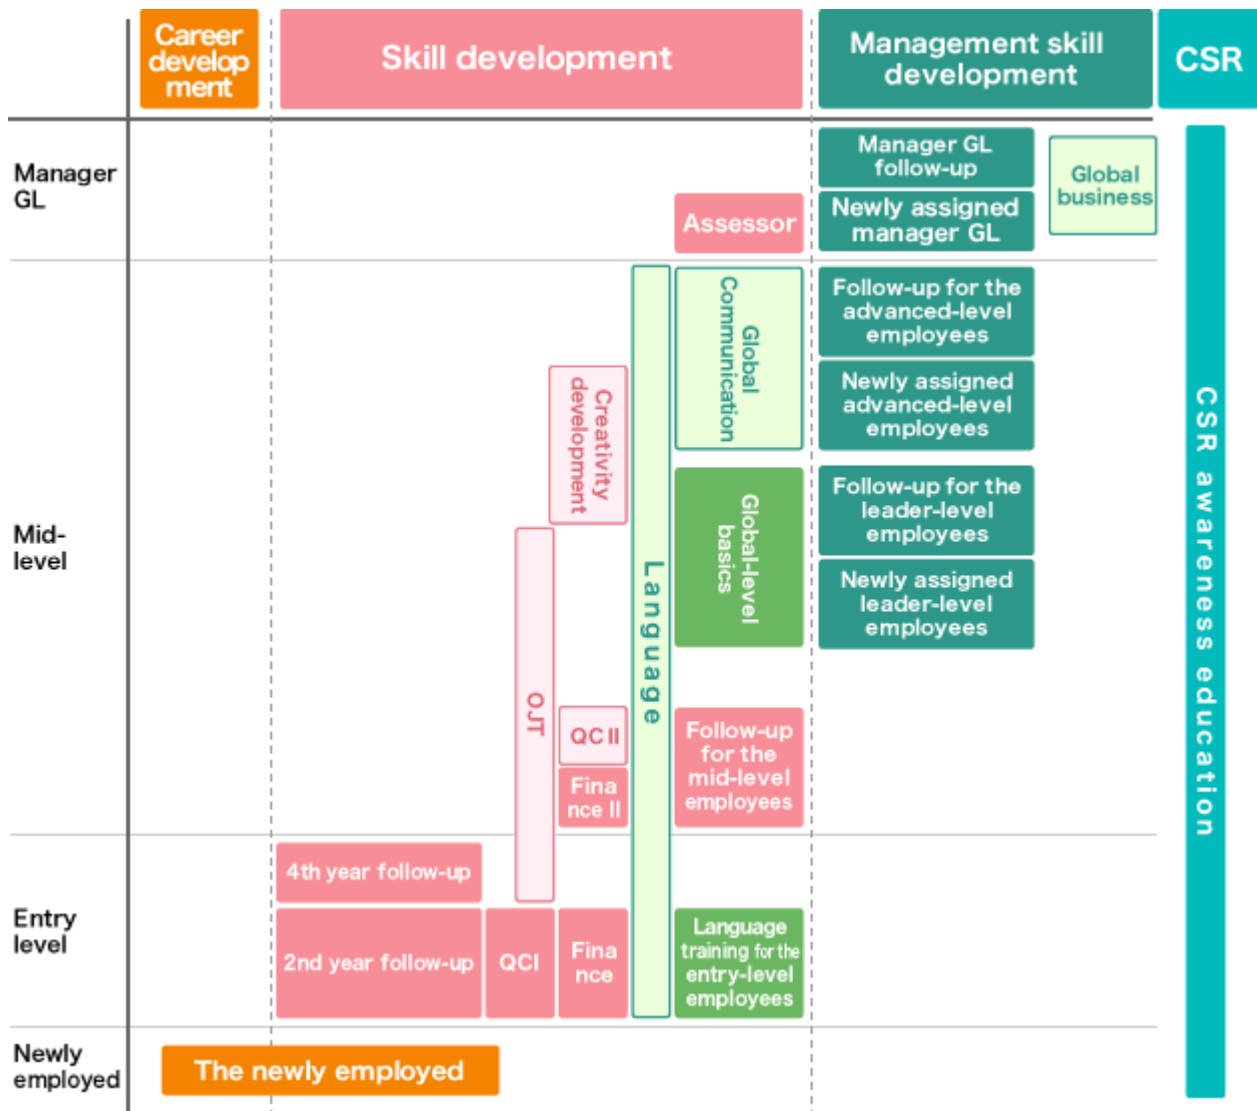 Career
develop
ment
Skill development
Management skill
development
CSR
Manager
GL
Manager GL
follow-up
Global
business
Assessor
Newly assigned
manager GL
Mid-
level
Creativity
development
OJT
QC II
Fina
nce II
Language
Global
Communication
Global-level
basics
Follow-up
for the
mid-level
employees
Follow-up for the
advanced-level
employees
Newly assigned
advanced-level
employees
Follow-up for the
leader-level
employees
Newly assigned
leader-level
employees
CSR awareness education
Entry
level
4th year follow-up
2nd year follow-up
QCI
Fina
nce
Language
training for the
entry-level
employees
Newly
employed
The newly employed